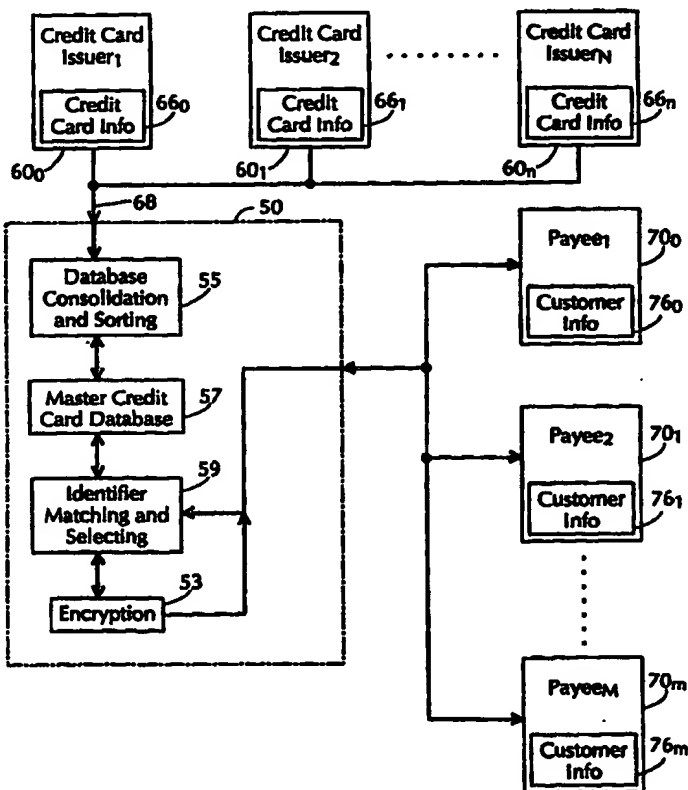 Credit Card
Issuer₁
Credit
Card Info
66₀
60₀
Credit Card
Issuer₂
Credit
Card Info
66₁
60₁
Credit Card
Issuer_N
Credit
Card Info
66ₙ
60ₙ
68
50
Database
Consolidation
and Sorting
55
Master Credit
Card Database
57
59
Identifier
Matching and
Selecting
53
Encryption
Payee₁
70₀
Customer
Info
76₀
Payee₂
70₁
Customer
Info
76₁
Payee_M
70ₘ
Customer
Info
76ₘ